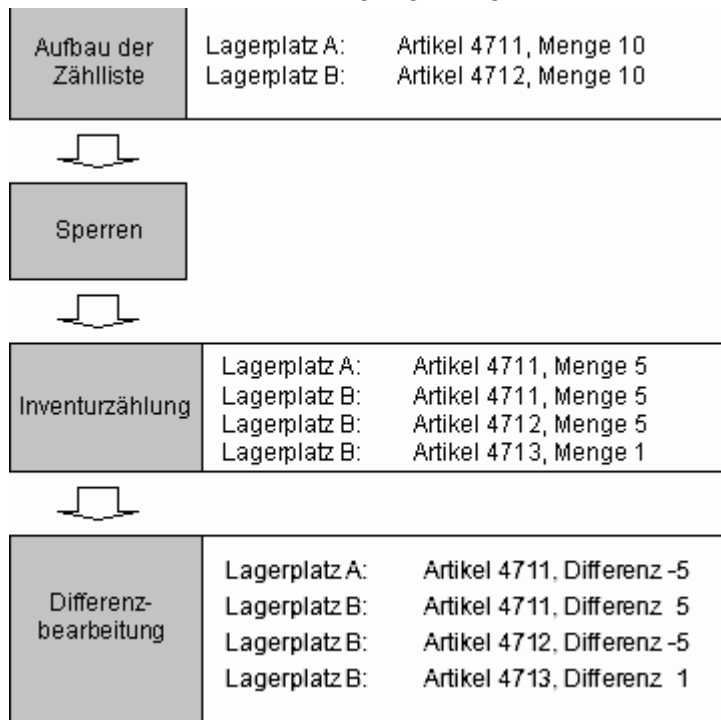 Aufbau der
Zählliste
Lagerplatz A: Artikel 4711, Menge 10
Lagerplatz B: Artikel 4712, Menge 10
Sperren
Inventurzählung
Lagerplatz A: Artikel 4711, Menge 5
Lagerplatz B: Artikel 4711, Menge 5
Lagerplatz B: Artikel 4712, Menge 5
Lagerplatz B: Artikel 4713, Menge 1
Differenz-
bearbeitung
Lagerplatz A: Artikel 4711, Differenz -5
Lagerplatz B: Artikel 4711, Differenz 5
Lagerplatz B: Artikel 4712, Differenz -5
Lagerplatz B: Artikel 4713, Differenz 1